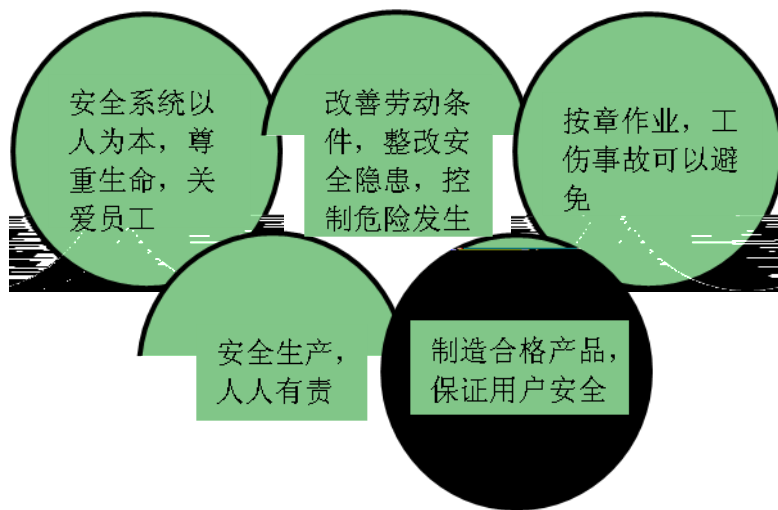 安全系统以
人为本，尊
重生命，关
爱员工
改善劳动条
件，整改安
全隐患，控
制危险发生
按章作业，工
伤事故可以避
免
安全生产，
人人有责
制造合格产品，
保证用户安全